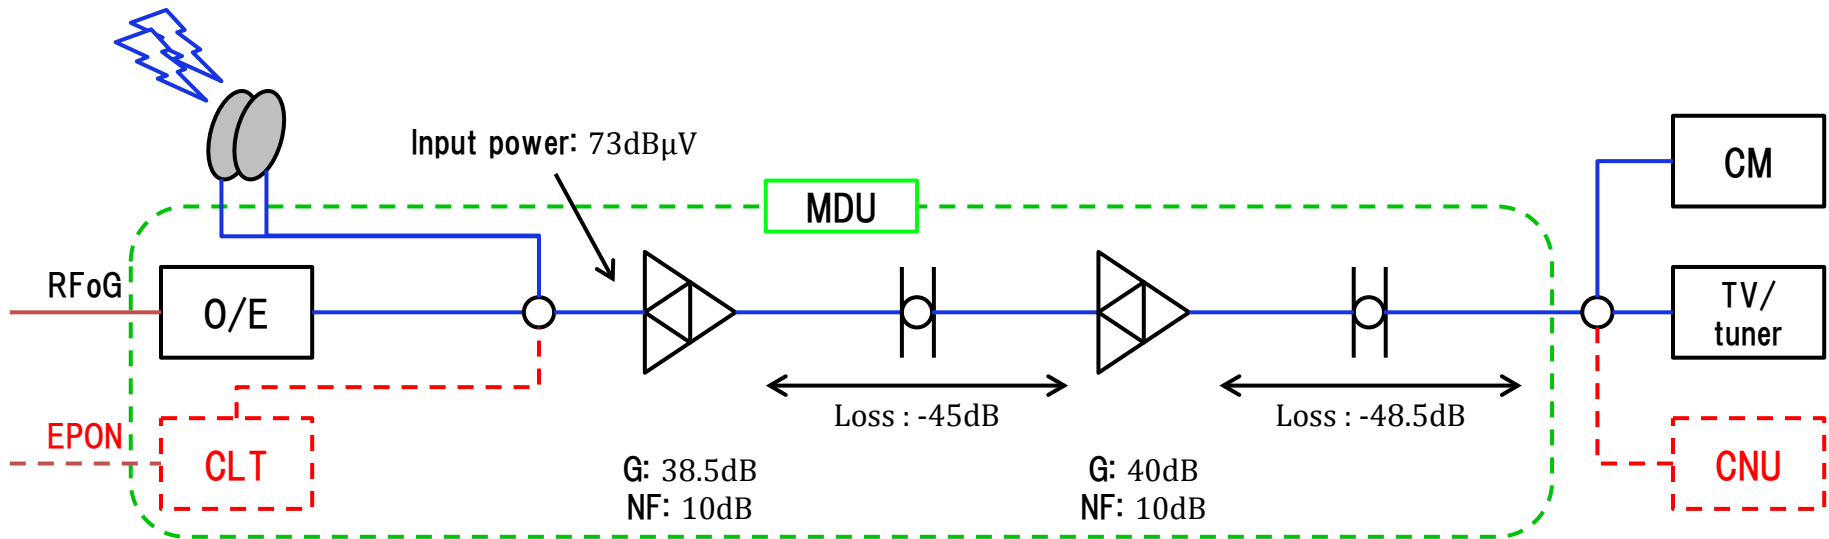 Input power: 73dBμV
CM
MDU
RFoG
O/E
TV/
tuner
Loss : -45dB
Loss : -48.5dB
EPON
CLT
G: 38.5dB
NF: 10dB
G: 40dB
NF: 10dB
CNU